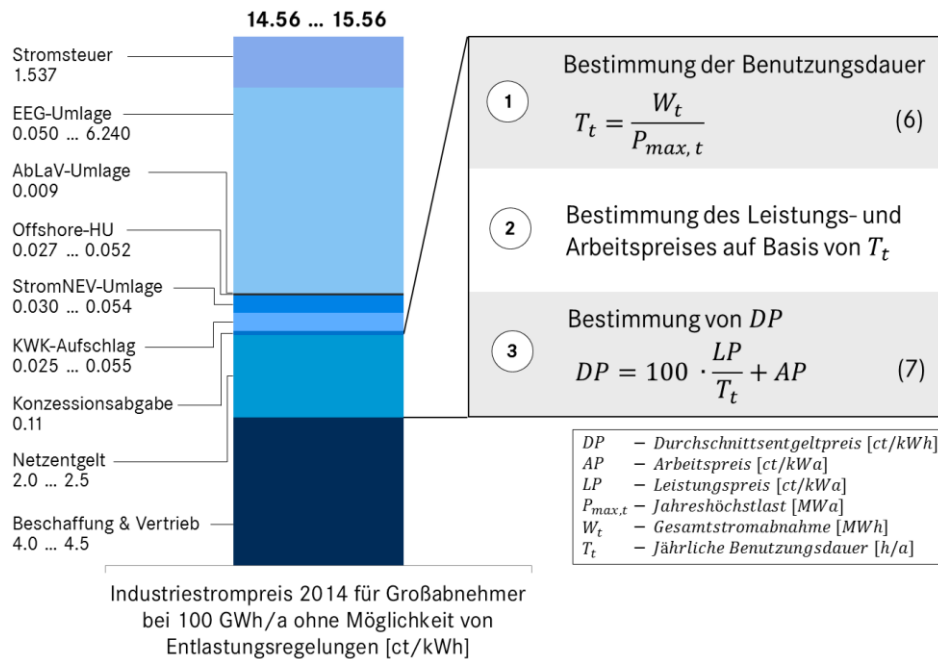 14.56 ... 15.56
Stromsteuer
1.537
EEG-Umlage
0.050 ... 6.240
AbLaV-Umlage
0.009
Offshore-HU
0.027 ... 0.052
StromNEV-Umlage
0.030 ... 0.054
KWK-Aufschlag
0.025 ... 0.055
Konzessionsabgabe
0.11
Netzentgelt
2.0 ... 2.5
Beschaffung & Vertrieb
4.0 ... 4.5
Industriestrompreis 2014 für Großabnehmer
bei 100 GWh/a ohne Möglichkeit von
Entlastungsregelungen [ct/kWh]
1
Bestimmung der Benutzungsdauer
T_t = W_t / P_max, t (6)
2
Bestimmung des Leistungs- und
Arbeitspreises auf Basis von T_t
3
Bestimmung von DP
DP = 100 · LP / T_t + AP (7)
DP – Durchschnittsentgeltpreis [ct/kWh]
AP – Arbeitspreis [ct/kWa]
LP – Leistungspreis [ct/kWa]
P_max,t – Jahreshöchstlast [MWa]
W_t – Gesamtstromabnahme [MWh]
T_t – Jährliche Benutzungsdauer [h/a]